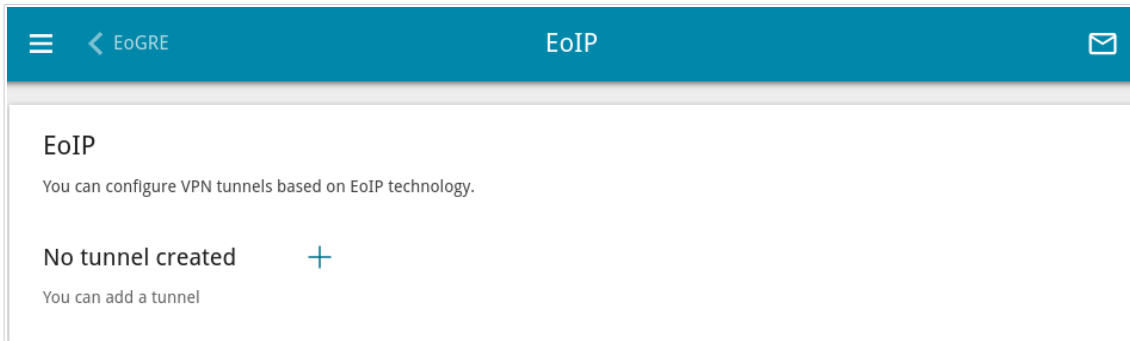 EoGRE
EoIP
EoIP
You can configure VPN tunnels based on EoIP technology.
No tunnel created
You can add a tunnel